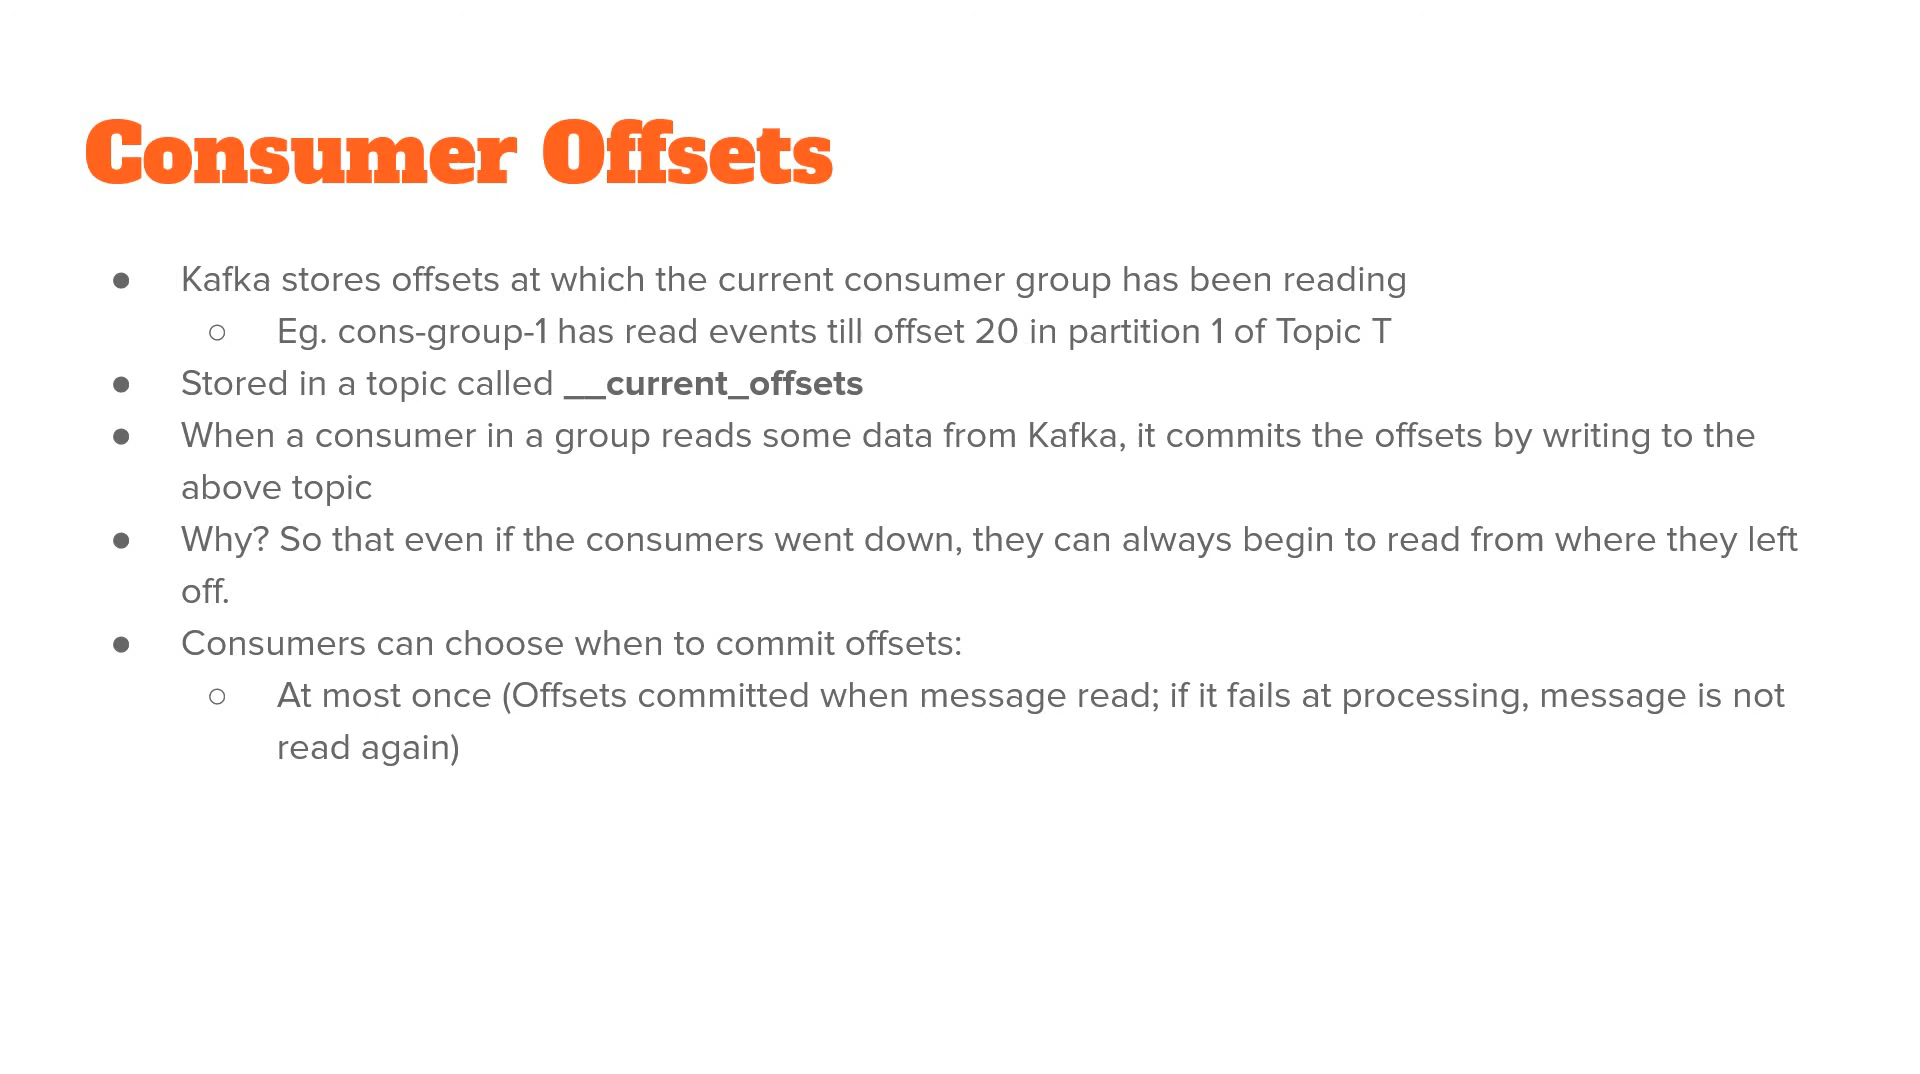 Consumer Offsets
● Kafka stores offsets at which the current consumer group has been reading
○ Eg. cons-group-1 has read events till offset 20 in partition 1 of Topic T
● Stored in a topic called __current_offsets
● When a consumer in a group reads some data from Kafka, it commits the offsets by writing to the
above topic
● Why? So that even if the consumers went down, they can always begin to read from where they left
off.
● Consumers can choose when to commit offsets:
○ At most once (Offsets committed when message read; if it fails at processing, message is not
read again)